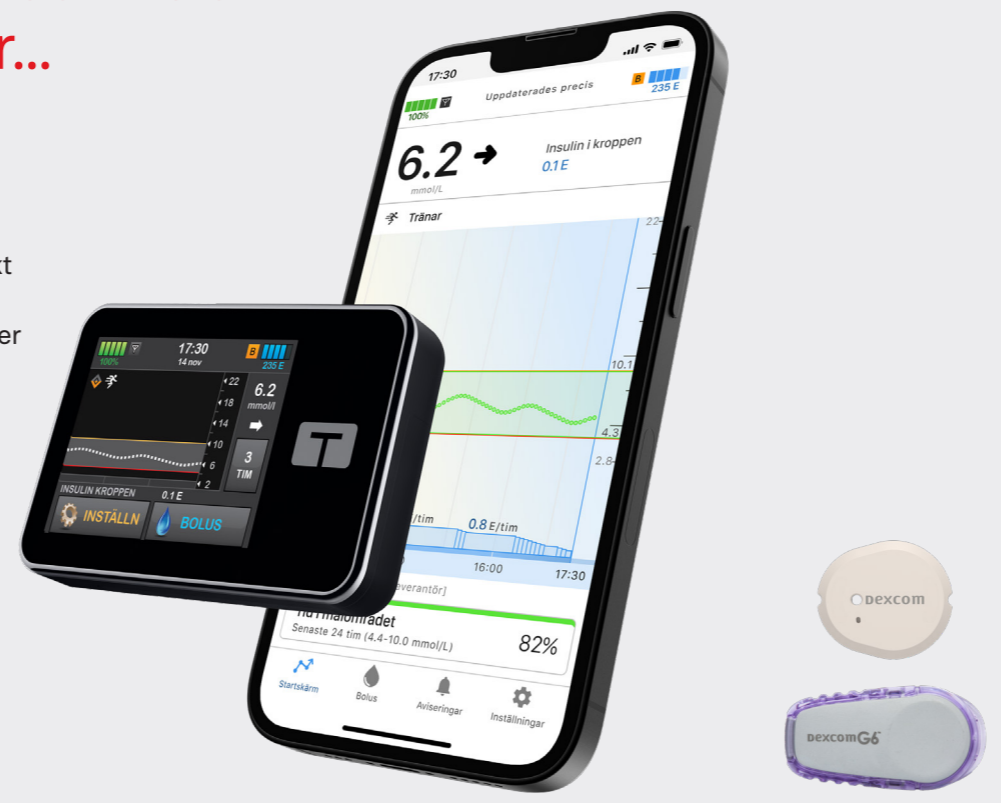 r...
xt
er
17:30
Uppdaterades precis
100%
B
235 E
6.2
mmol/L
Insulin i kroppen
0.1 E
Tränar
22
10.1
4.3
2.8
/tim
0.8 E/tim
16:00
17:30
everantör]
Tid i målområdet
Senaste 24 tim (4.4-10.0 mmol/L)
82%
Startskärm
Bolus
Aviseringar
Inställningar
100%
17:30
14 nov
B
235 E
22
18
14
10
6
2
6.2
mmol/l
3
TIM
INSULIN KROPPEN 0.1 E
INSTÄLLN
BOLUS
Dexcom
Dexcom G6